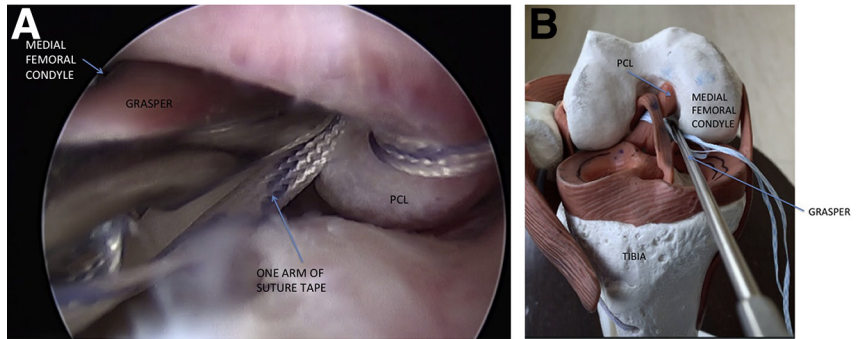 A
MEDIAL
FEMORAL
CONDYLE
GRASPER
PCL
ONE ARM OF
SUTURE TAPE
B
PCL
MEDIAL
FEMORAL
CONDYLE
GRASPER
TIBIA